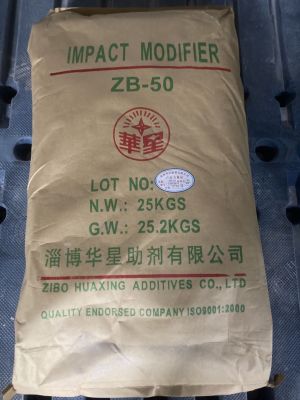 IMPACT MODIFIER
ZB-50
華星
LOT NO:
N.W.: 25KGS
G.W.: 25.2KGS
淄博华星助剂有限公司
ZIBO HUAXING ADDITIVES CO., LTD
QUALITY ENDORSED COMPANY ISO9001:2000